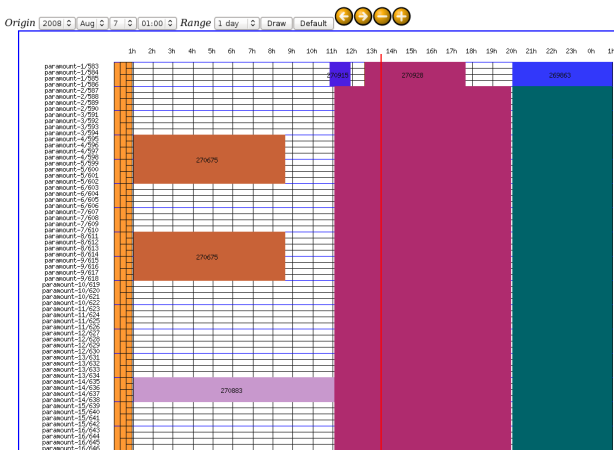 Origin 2008 Aug 7 01:00 Range 1 day Draw Default
1h 2h 3h 4h 5h 6h 7h 8h 9h 10h 11h 12h 13h 14h 15h 16h 17h 18h 19h 20h 21h 22h 23h 0h 1h
paramount-1/583
paramount-1/584 270915 270928 269863
paramount-1/585
paramount-1/586
paramount-2/587
paramount-2/588
paramount-2/589
paramount-2/590
paramount-3/591
paramount-3/592
paramount-3/593
paramount-3/594
paramount-4/595
paramount-4/596
paramount-4/597
paramount-4/598
paramount-5/599 270675
paramount-5/600
paramount-5/601
paramount-5/602
paramount-6/603
paramount-6/604
paramount-6/605
paramount-6/606
paramount-7/607
paramount-7/608
paramount-7/609
paramount-7/610
paramount-8/611
paramount-8/612
paramount-8/613
paramount-8/614
paramount-9/615 270675
paramount-9/616
paramount-9/617
paramount-9/618
paramount-10/619
paramount-10/620
paramount-10/621
paramount-10/622
paramount-11/623
paramount-11/624
paramount-11/625
paramount-11/626
paramount-12/627
paramount-12/628
paramount-12/629
paramount-12/630
paramount-13/631
paramount-13/632
paramount-13/633
paramount-13/634
paramount-14/635
paramount-14/636 270883
paramount-14/637
paramount-14/638
paramount-15/639
paramount-15/640
paramount-15/641
paramount-15/642
paramount-16/643
paramount-16/644
paramount-16/645
paramount-16/646